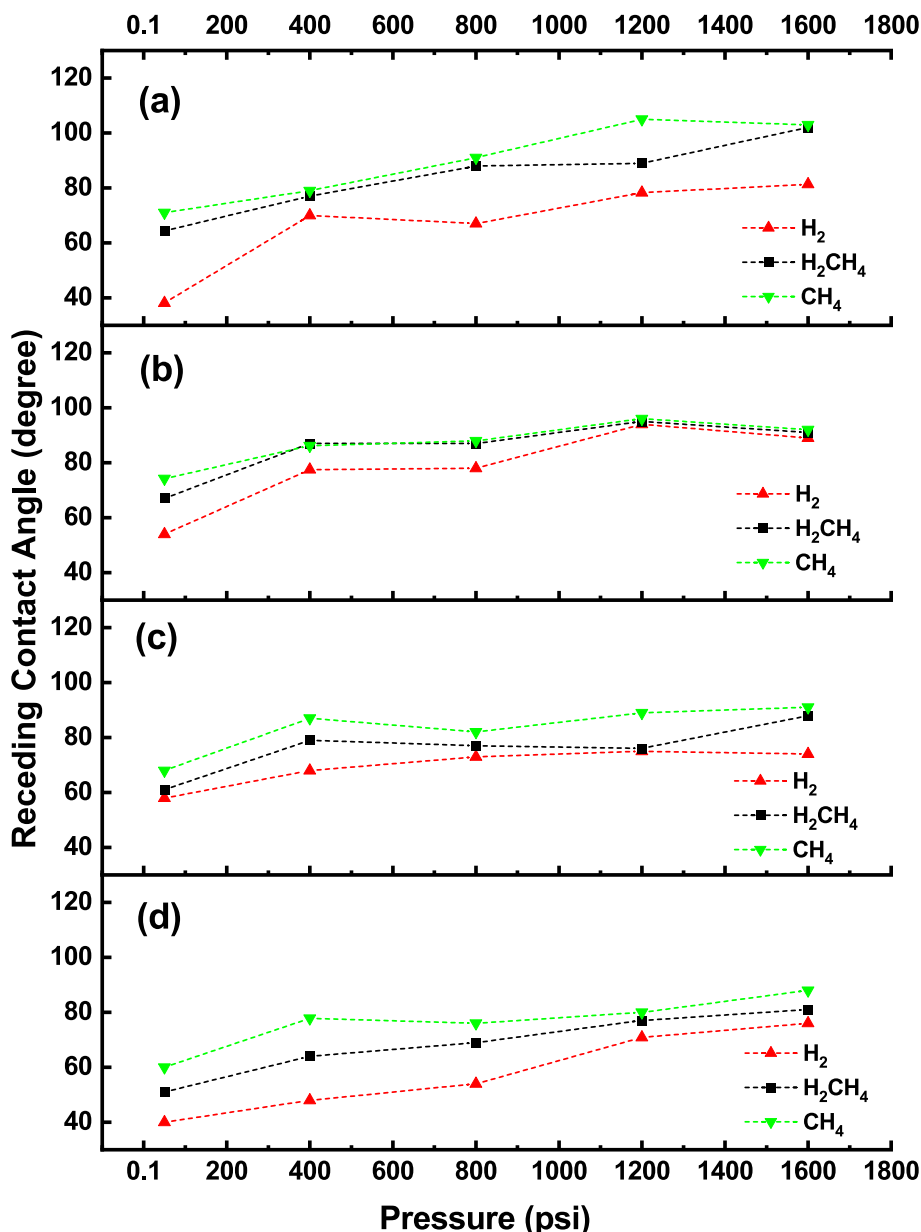 0.1 200 400 600 800 1000 1200 1400 1600 1800
Receding Contact Angle (degree)
(a)
120
100
80
60
40
H₂
H₂CH₄
CH₄
(b)
120
100
80
60
40
H₂
H₂CH₄
CH₄
(c)
120
100
80
60
40
H₂
H₂CH₄
CH₄
(d)
120
100
80
60
40
H₂
H₂CH₄
CH₄
0.1 200 400 600 800 1000 1200 1400 1600 1800
Pressure (psi)